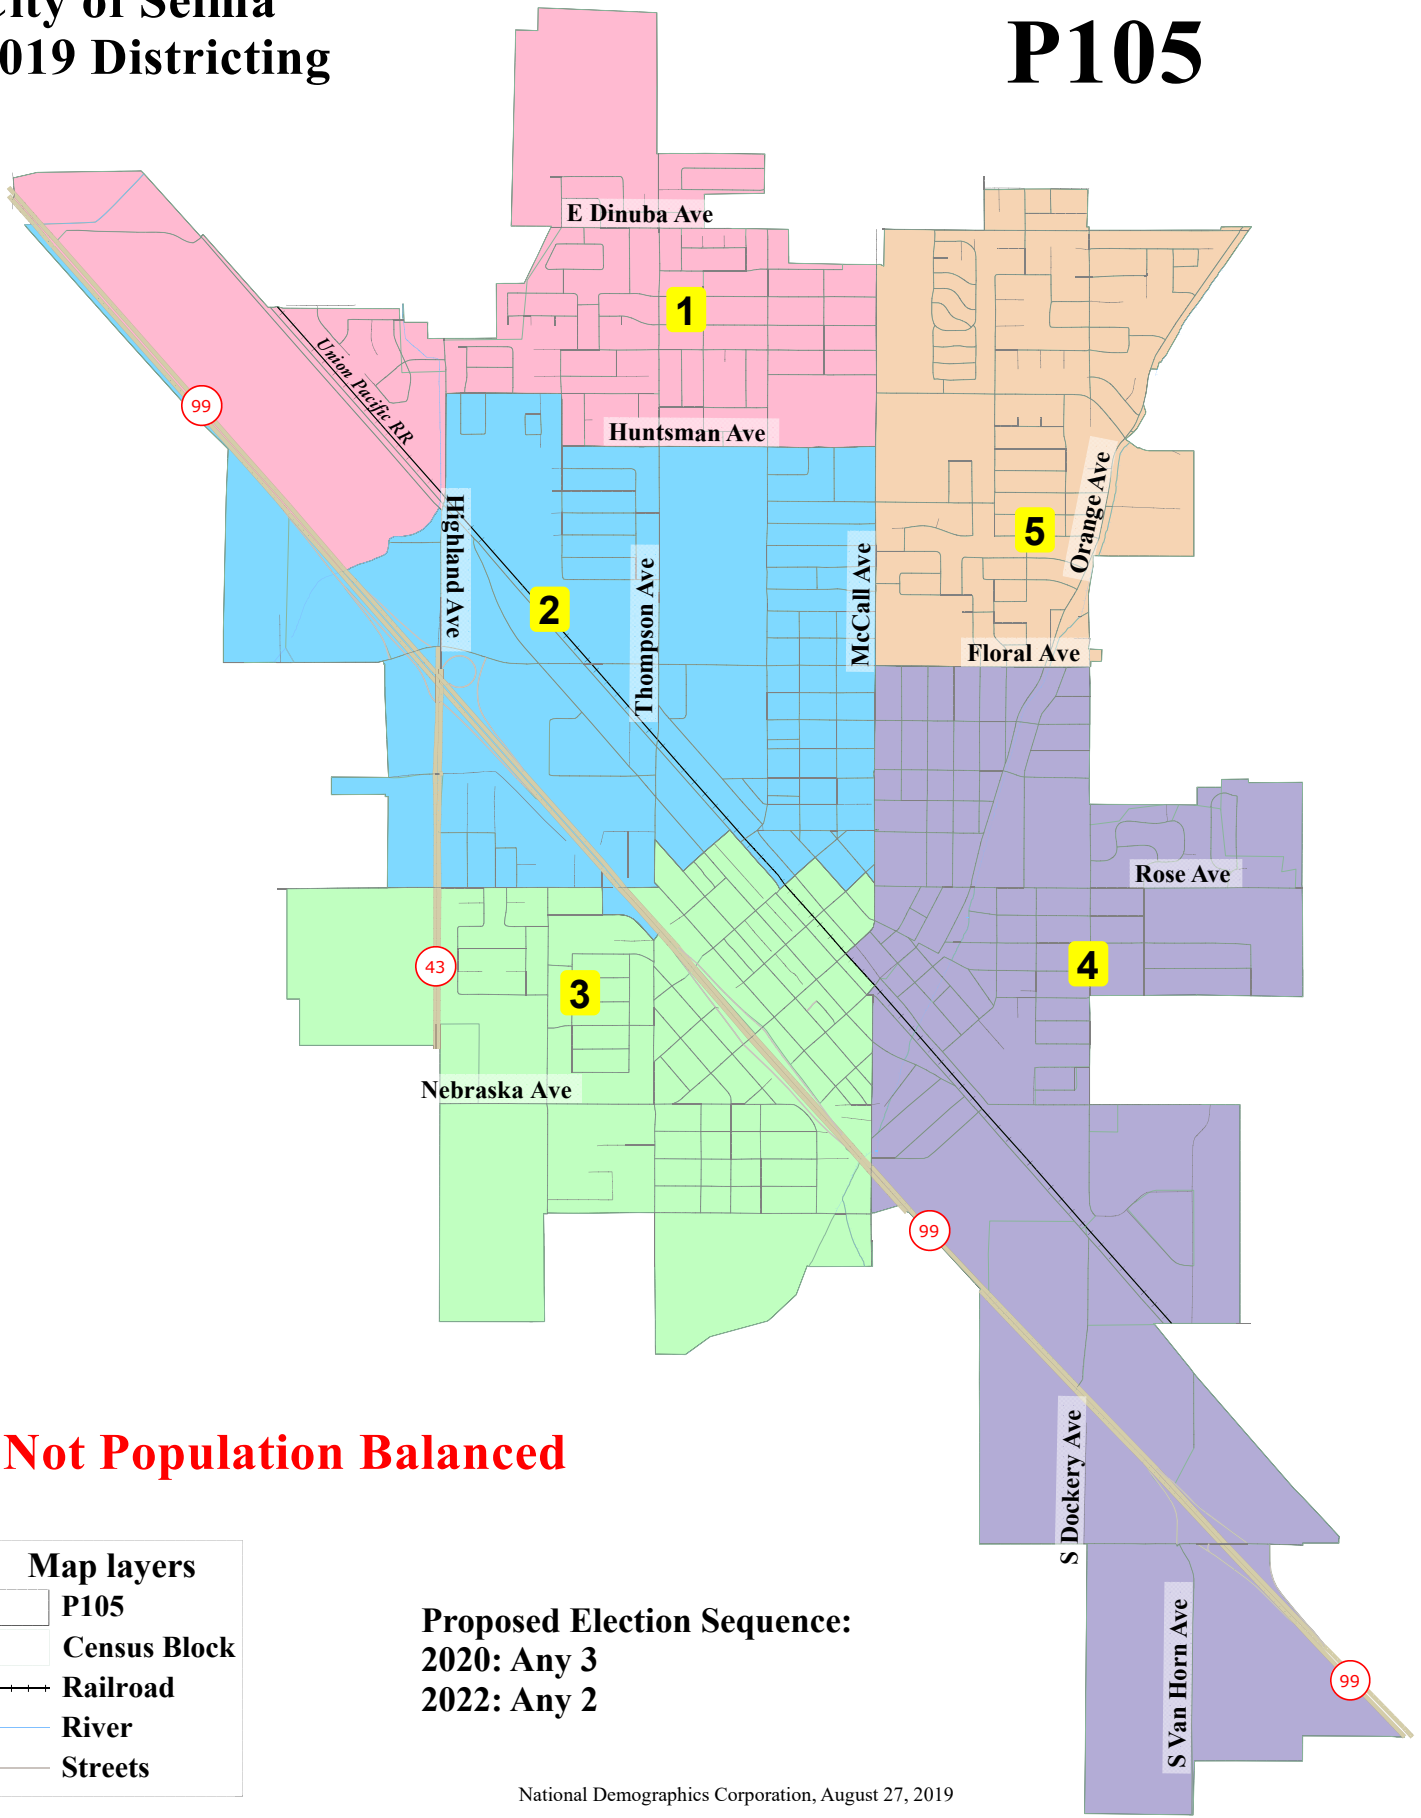 City of Selma
P105
019 Districting
E Dinuba Ave
1
Union Pacific RR
99
Huntsman Ave
Highland Ave
Orange Ave
5
McCall Ave
2
Thompson Ave
Floral Ave
Rose Ave
43
3
4
Nebraska Ave
99
Not Population Balanced
S Dockery Ave
Map layers
P105
Census Block
Railroad
River
Streets
Proposed Election Sequence:
2020: Any 3
2022: Any 2
S Van Horn Ave
99
National Demographics Corporation, August 27, 2019